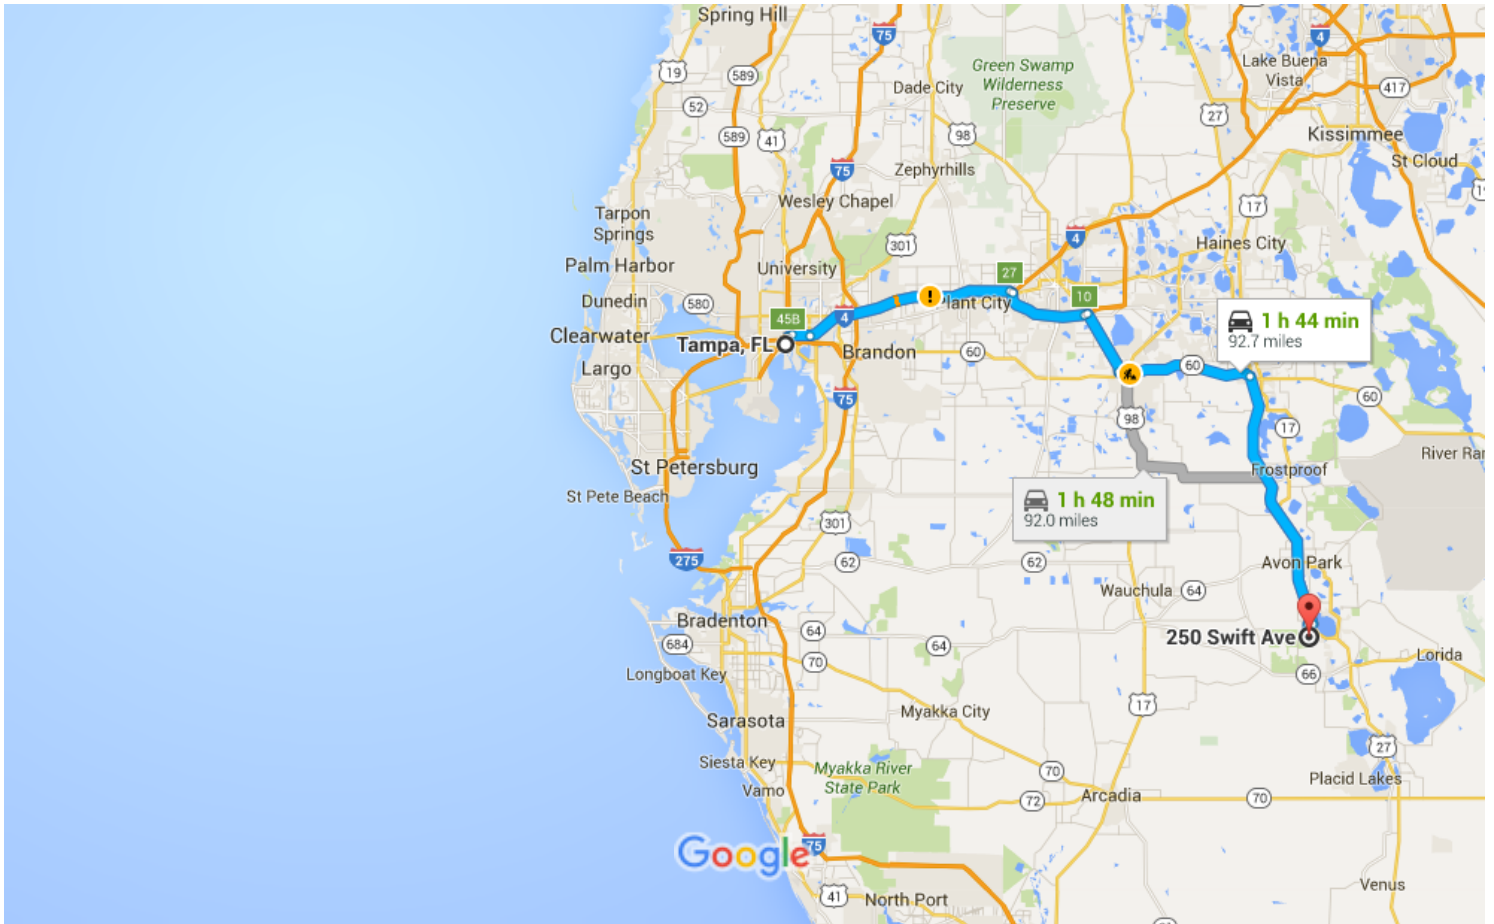 Spring Hill
75
4
19
589
Green Swamp
Wilderness
Preserve
Lake Buena
Vista
417
Dade City
52
27
589
41
98
Kissimmee
St Cloud
75
Zephyrhills
Wesley Chapel
17
Tarpon
Springs
301
4
Haines City
Palm Harbor
University
27
Dunedin
580
10
45B
4
Plant City
1 h 44 min
92.7 miles
Clearwater
Tampa, FL
Brandon
60
Largo
60
75
60
98
17
St Petersburg
Frostproof
River Ra
St Pete Beach
1 h 48 min
92.0 miles
301
275
62
62
Avon Park
Wauchula
64
Bradenton
64
250 Swift Ave
684
64
70
Lorida
Longboat Key
66
Sarasota
Myakka City
17
27
Siesta Key
Myakka River
State Park
70
Placid Lakes
Vamo
72
Arcadia
70
Google
75
Venus
41
North Port